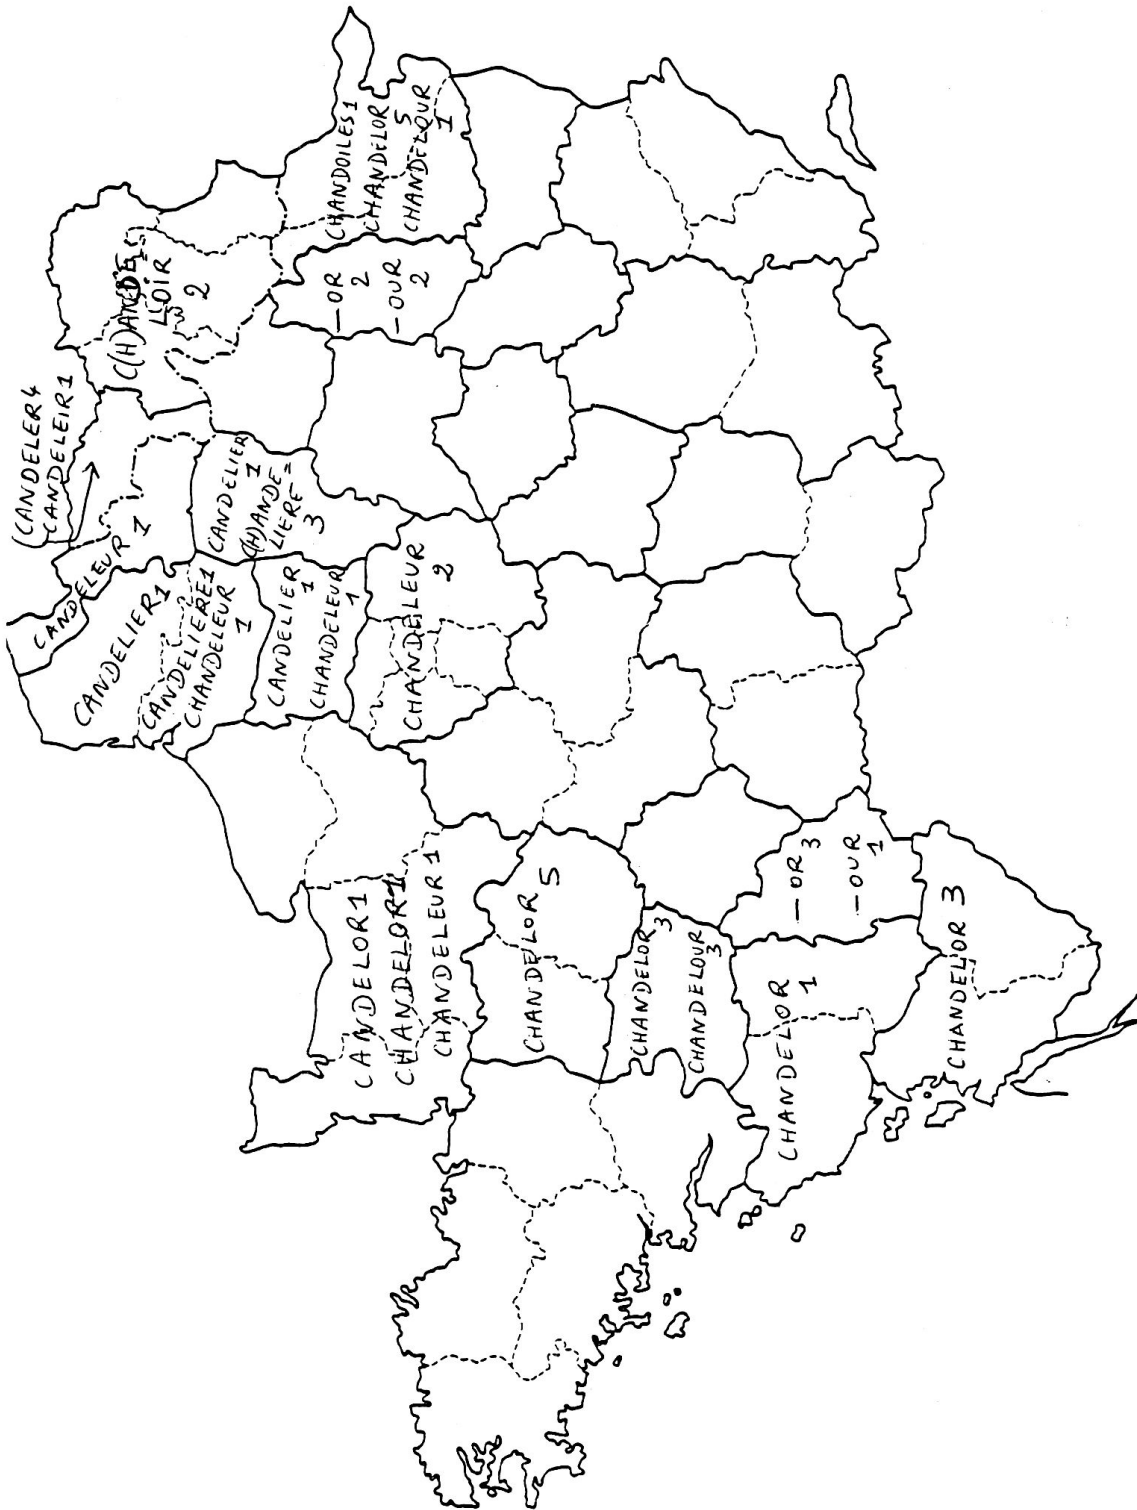 (CANDELER 4
CANDELEIR 1
CANDELEUR 1
CANDELIER 1
CANDELIERE 1
CHANDELEUR
1
CANDELIER
1
C(H)ANDE=
LIERE
3
C(H)ANDE=
LOIR
2
CANDELIER
1
CHANDELEUR
1
CHANDELEUR
2
— OR
2
— OUR
2
CHANDOILES 1
CHANDELOR
5
CHANDELOUR
1
CANDELOR 1
CHANDELOR 1
CHANDELEUR 1
CHANDELOR
5
CHANDELOR
3
CHANDELOUR
3
CHANDELOR
1
— OR
3
— OUR
1
CHANDELOR 3